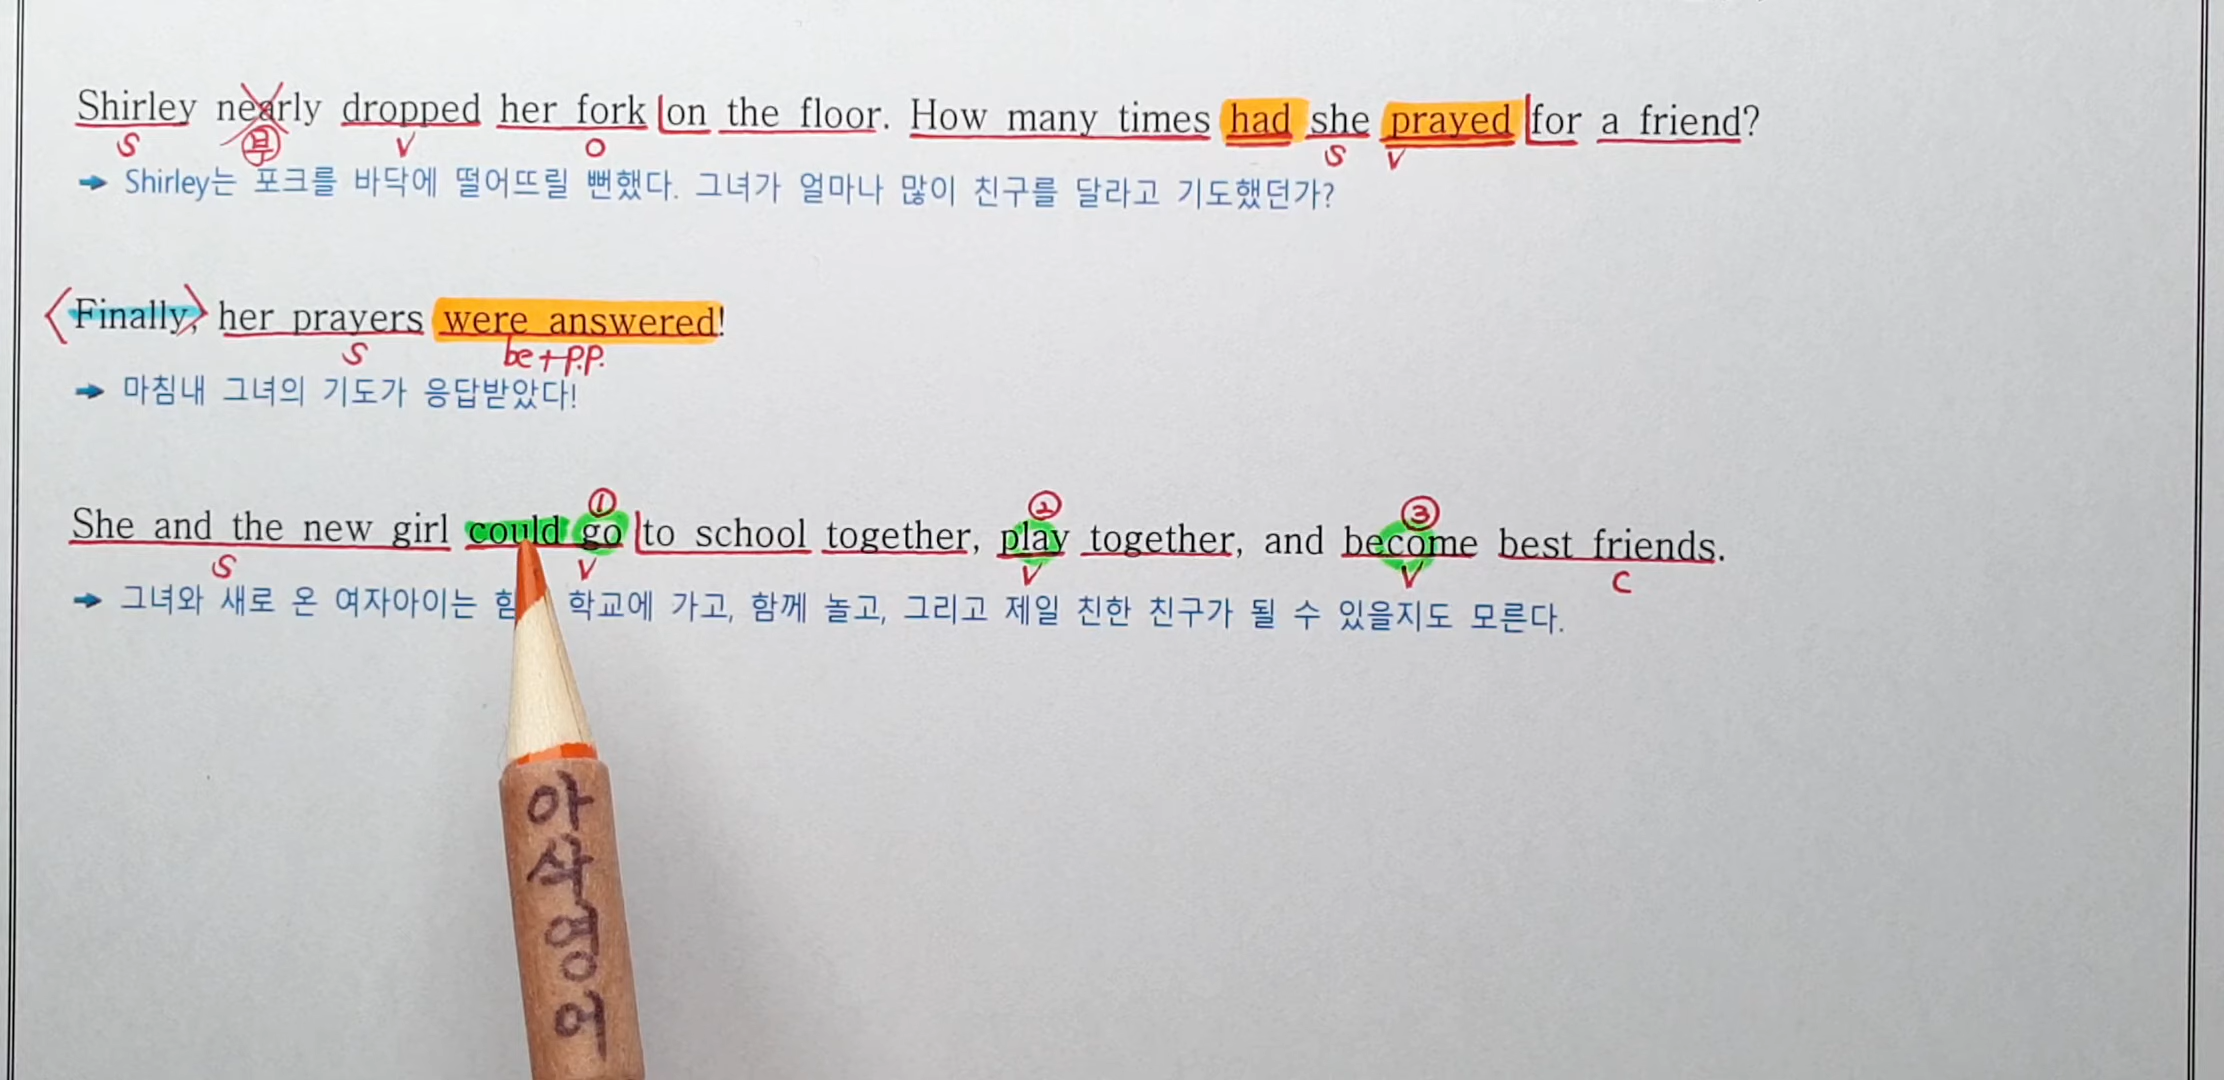 Shirley nearly dropped her fork on the floor. How many times had she prayed for a friend?
S 부 V O S V
➡ Shirley는 포크를 바닥에 떨어뜨릴 뻔했다. 그녀가 얼마나 많이 친구를 달라고 기도했던가?
〈Finally,〉 her prayers were answered!
S be+P.P.
➡ 마침내 그녀의 기도가 응답받았다!
① ② ③
She and the new girl could go to school together, play together, and become best friends.
S V V V C
➡ 그녀와 새로 온 여자아이는 학교에 가고, 함께 놀고, 그리고 제일 친한 친구가 될 수 있을지도 모른다.
아
삭
영
어